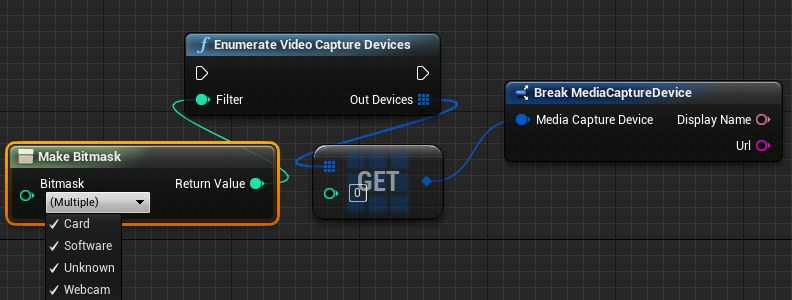 f Enumerate Video Capture Devices
Filter
Out Devices
Break MediaCaptureDevice
Media Capture Device
Display Name
Url
Make Bitmask
Bitmask
Return Value
(Multiple)
Card
Software
Unknown
Webcam
GET
0